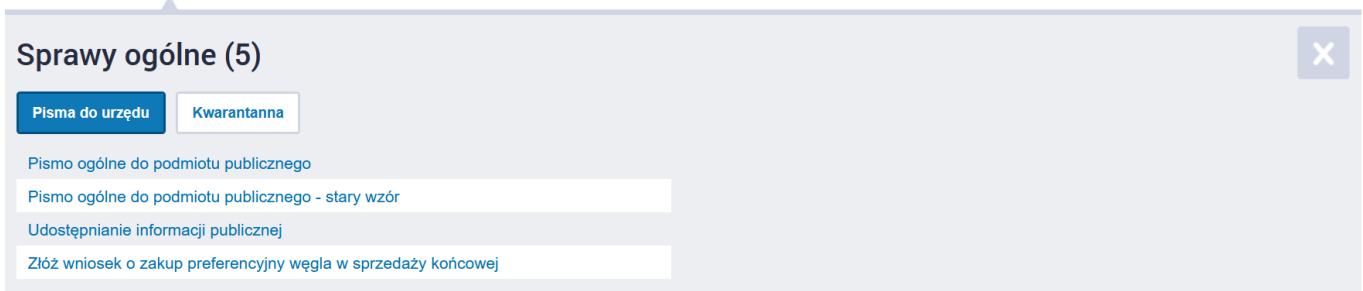 Sprawy ogólne (5)
Pisma do urzędu
Kwarantanna
Pismo ogólne do podmiotu publicznego
Pismo ogólne do podmiotu publicznego - stary wzór
Udostępnianie informacji publicznej
Złóż wniosek o zakup preferencyjny węgla w sprzedaży końcowej